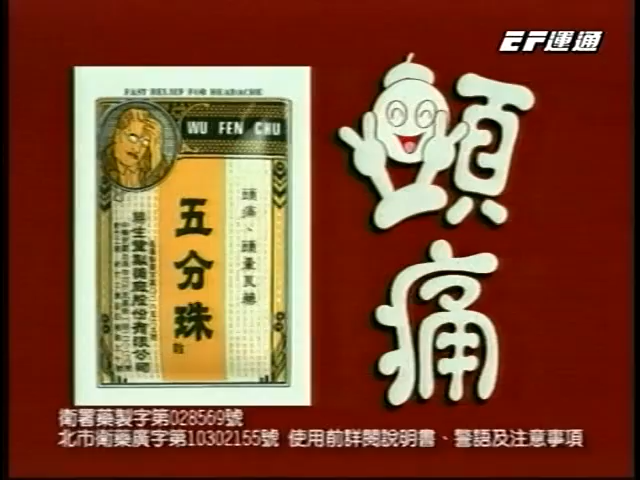 EF運通
FAST RELIEF FOR HEADACHE
WU FEN CHU
頭痛
五分珠
散
頭痛、頭暈良藥
衛署藥製字第028569號
北市衛藥廣字第10302155號 使用前詳閱說明書、警語及注意事項